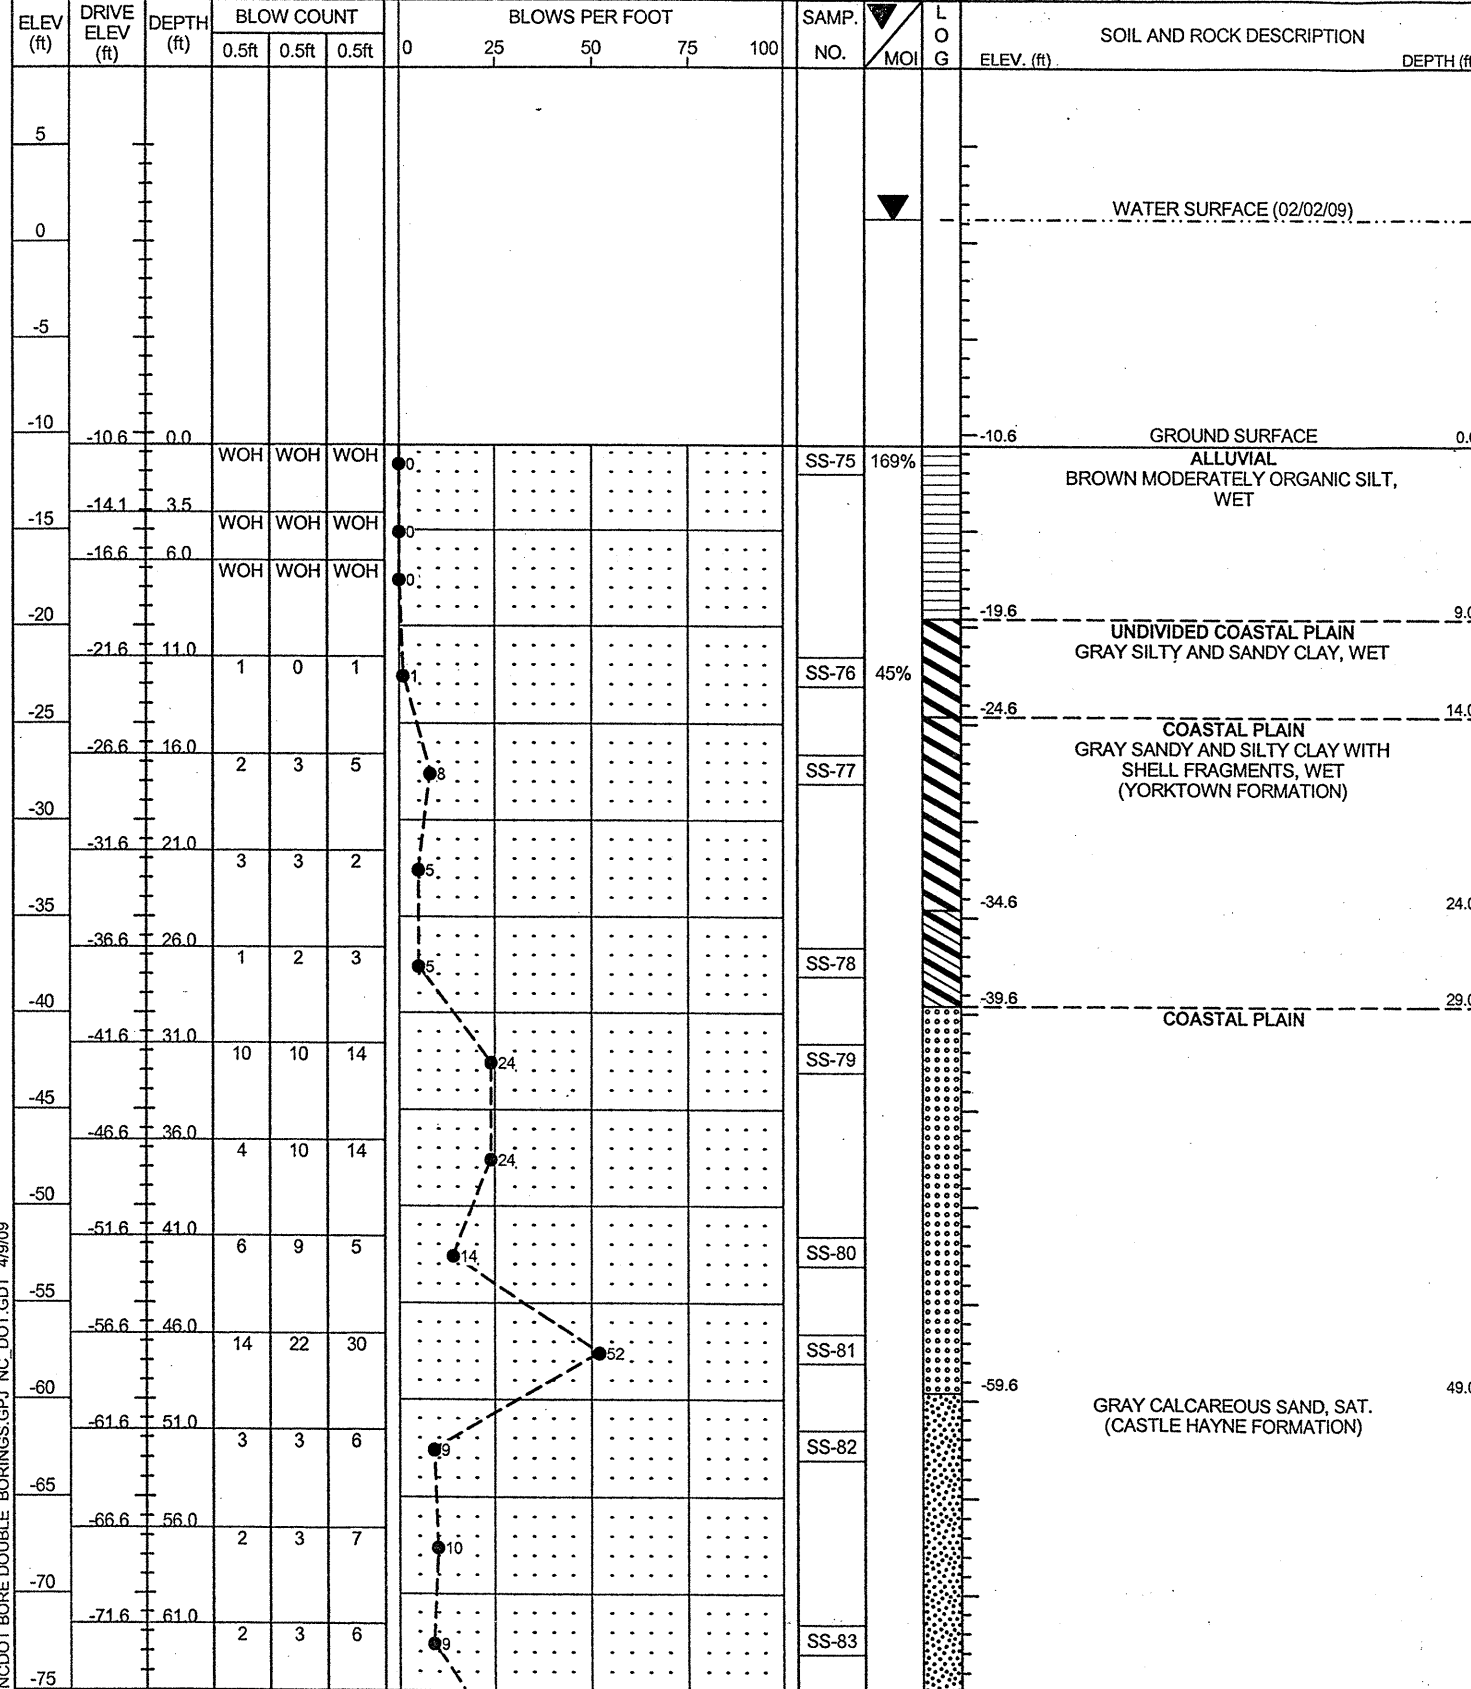 ELEV (ft) DRIVE ELEV (ft) DEPTH (ft) BLOW COUNT BLOWS PER FOOT SAMP. NO. MOI LOG SOIL AND ROCK DESCRIPTION
0.5ft 0.5ft 0.5ft 0 25 50 75 100 ELEV. (ft) DEPTH (ft
5
WATER SURFACE (02/02/09)
0
-5
-10
-10.6 0.0 -10.6 GROUND SURFACE 0.0
WOH WOH WOH 0 SS-75 169% ALLUVIAL
BROWN MODERATELY ORGANIC SILT,
WET
-14.1 3.5
WOH WOH WOH 0
-15
-16.6 6.0
WOH WOH WOH 0
-20 -19.6 9.0
UNDIVIDED COASTAL PLAIN
GRAY SILTY AND SANDY CLAY, WET
-21.6 11.0
1 0 1 1 SS-76 45%
-25 -24.6 14.0
COASTAL PLAIN
GRAY SANDY AND SILTY CLAY WITH
SHELL FRAGMENTS, WET
(YORKTOWN FORMATION)
-26.6 16.0
2 3 5 8 SS-77
-30
-31.6 21.0
3 3 2 5
-35 -34.6 24.0
-36.6 26.0
1 2 3 5 SS-78
-40 -39.6 29.0
COASTAL PLAIN
-41.6 31.0
10 10 14 24 SS-79
-45
-46.6 36.0
4 10 14 24
-50
-51.6 41.0
6 9 5 14 SS-80
-55
-56.6 46.0
14 22 30 52 SS-81
-60 -59.6 49.0
GRAY CALCAREOUS SAND, SAT.
(CASTLE HAYNE FORMATION)
-61.6 51.0
3 3 6 9 SS-82
-65
-66.6 56.0
2 3 7 10
-70
-71.6 61.0
2 3 6 9 SS-83
-75
NCDOT BORE DOUBLE BORINGS.GPJ NC_DOT.GDT 4/9/09